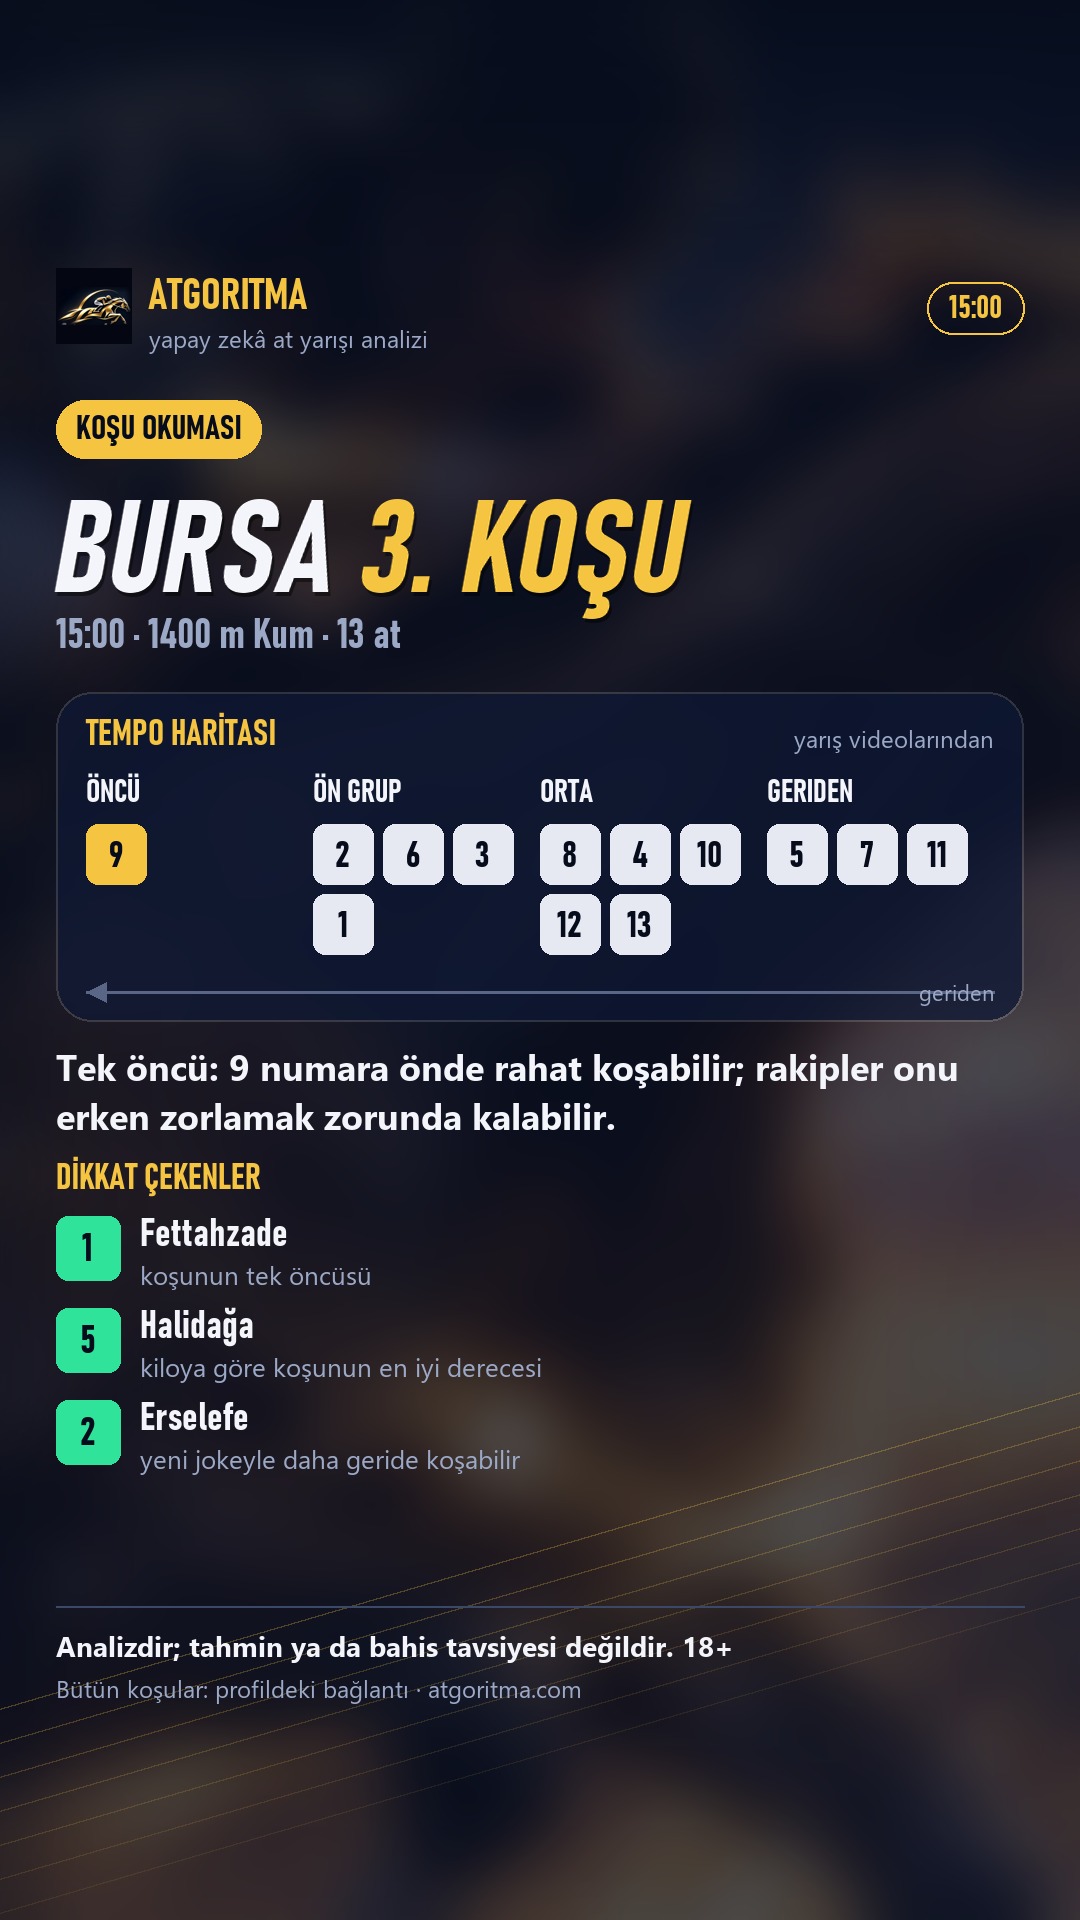 ATGORITMA
yapay zekâ at yarışı analizi
15:00
KOŞU OKUMASI
BURSA 3. KOŞU
15:00 · 1400 m Kum · 13 at
TEMPO HARİTASI
yarış videolarından
ÖNCÜ ÖN GRUP ORTA GERIDEN
9 2 6 3 8 4 10 5 7 11
1 12 13
geriden
Tek öncü: 9 numara önde rahat koşabilir; rakipler onu
erken zorlamak zorunda kalabilir.
DİKKAT ÇEKENLER
1 Fettahzade
koşunun tek öncüsü
5 Halidağa
kiloya göre koşunun en iyi derecesi
2 Erselefe
yeni jokeyle daha geride koşabilir
Analizdir; tahmin ya da bahis tavsiyesi değildir. 18+
Bütün koşular: profildeki bağlantı · atgoritma.com